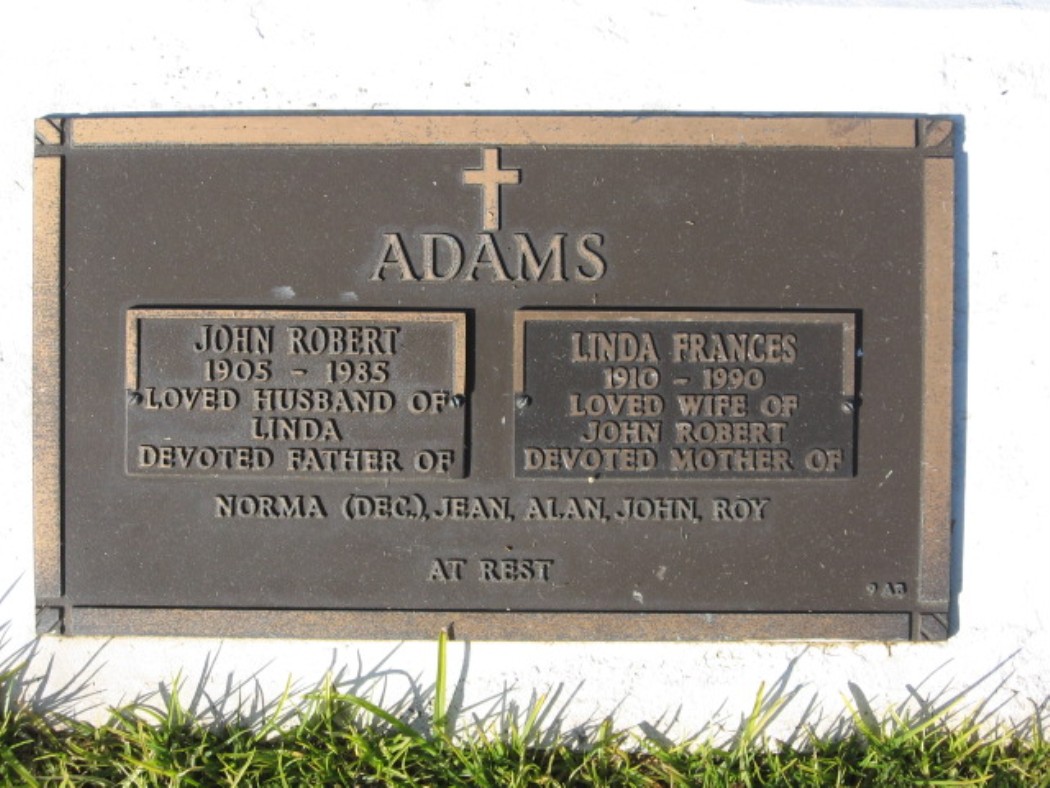 ADAMS
JOHN ROBERT
1905 - 1985
LOVED HUSBAND OF
LINDA
DEVOTED FATHER OF
LINDA FRANCES
1910 - 1990
LOVED WIFE OF
JOHN ROBERT
DEVOTED MOTHER OF
NORMA (DEC.), JEAN, ALAN, JOHN, ROY
AT REST
9 AB